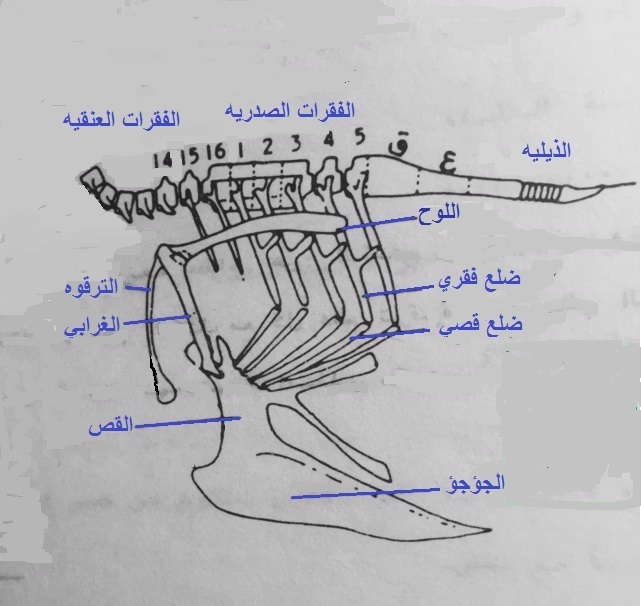 الفقرات الصدريه
الفقرات العنقيه
14 15 16 1 2 3 4 5 ق ع
الذيليه
اللوح
ضلع فقري
الترقوه
الغرابي
ضلع قصي
القص
الجؤجؤ